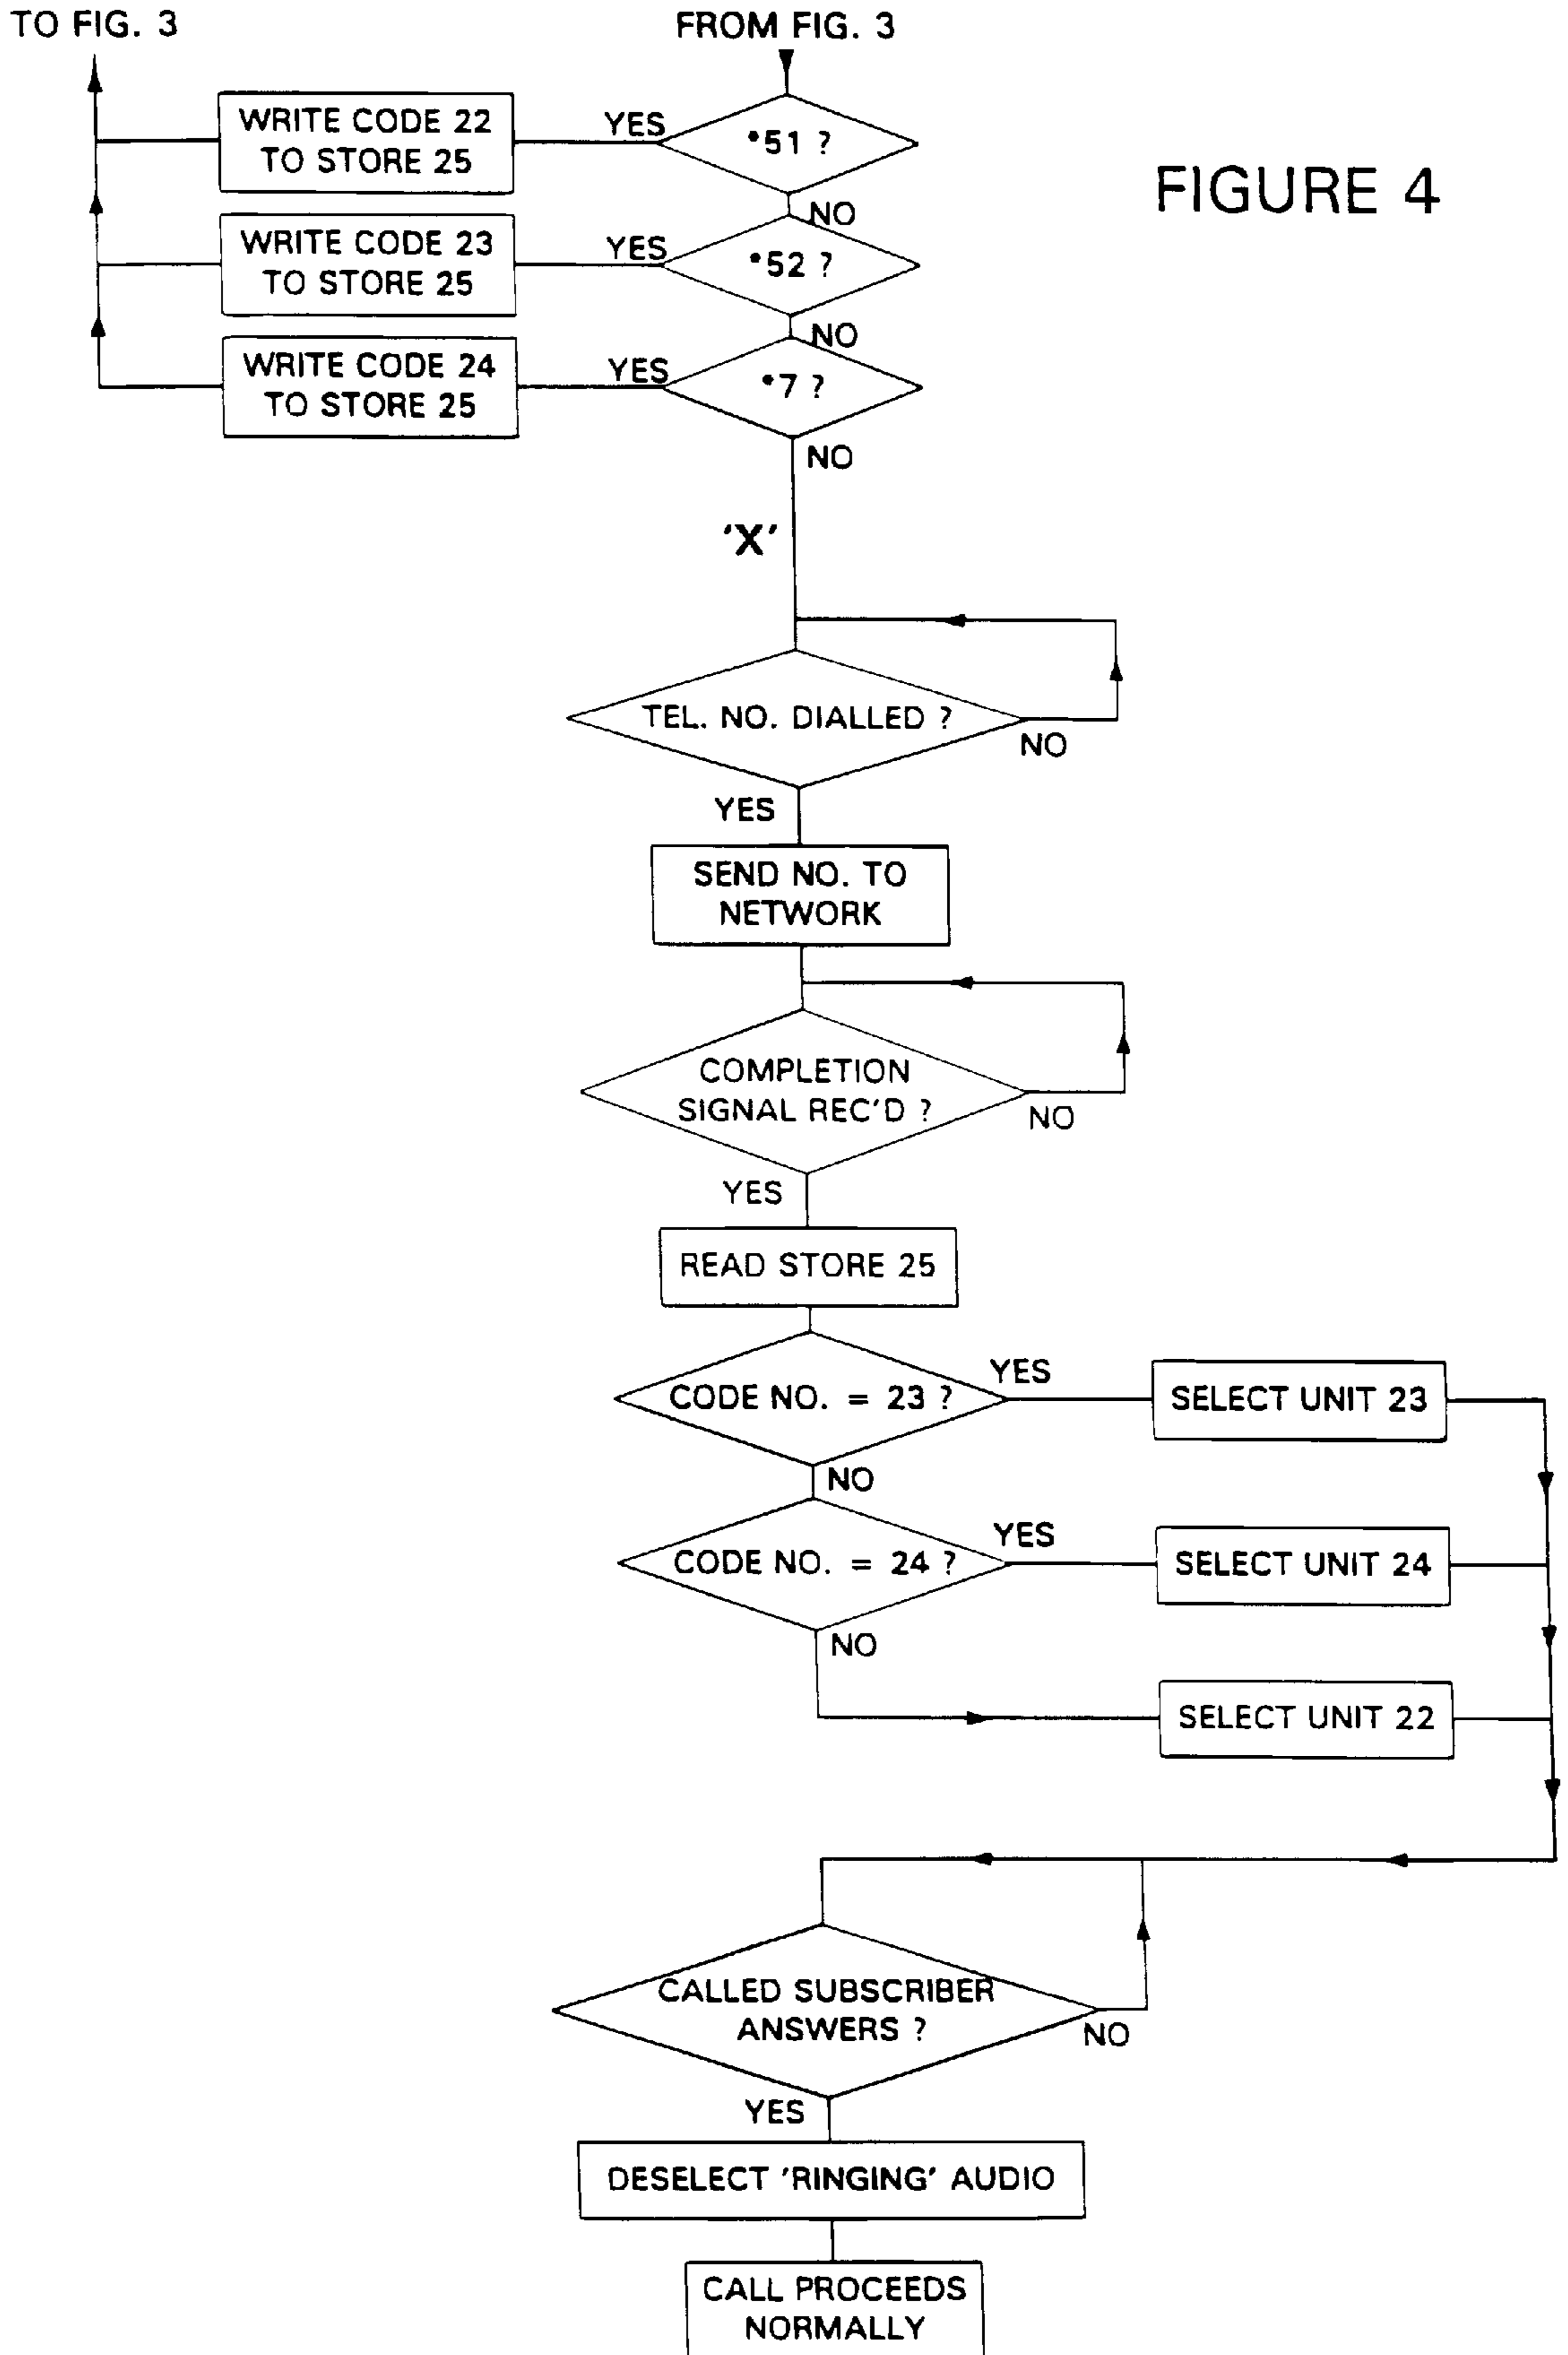 TO FIG. 3
FROM FIG. 3
FIGURE 4
WRITE CODE 22
TO STORE 25
YES
*51 ?
NO
WRITE CODE 23
TO STORE 25
YES
*52 ?
NO
WRITE CODE 24
TO STORE 25
YES
*7 ?
NO
'X'
TEL. NO. DIALLED ?
NO
YES
SEND NO. TO
NETWORK
COMPLETION
SIGNAL REC'D ?
NO
YES
READ STORE 25
CODE NO. = 23 ?
YES
SELECT UNIT 23
NO
CODE NO. = 24 ?
YES
SELECT UNIT 24
NO
SELECT UNIT 22
CALLED SUBSCRIBER
ANSWERS ?
NO
YES
DESELECT 'RINGING' AUDIO
CALL PROCEEDS
NORMALLY